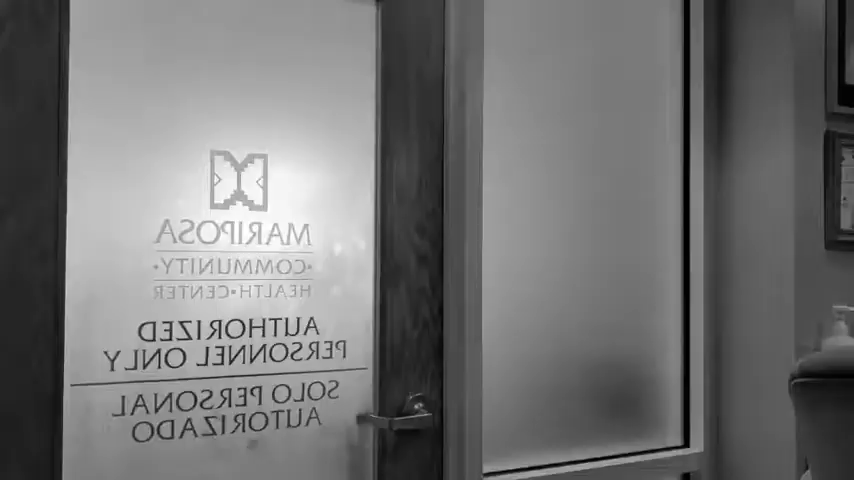 MARIPOSA
•COMMUNITY•
HEALTH•CENTER
AUTHORIZED
PERSONNEL ONLY
SOLO PERSONAL
AUTORIZADO